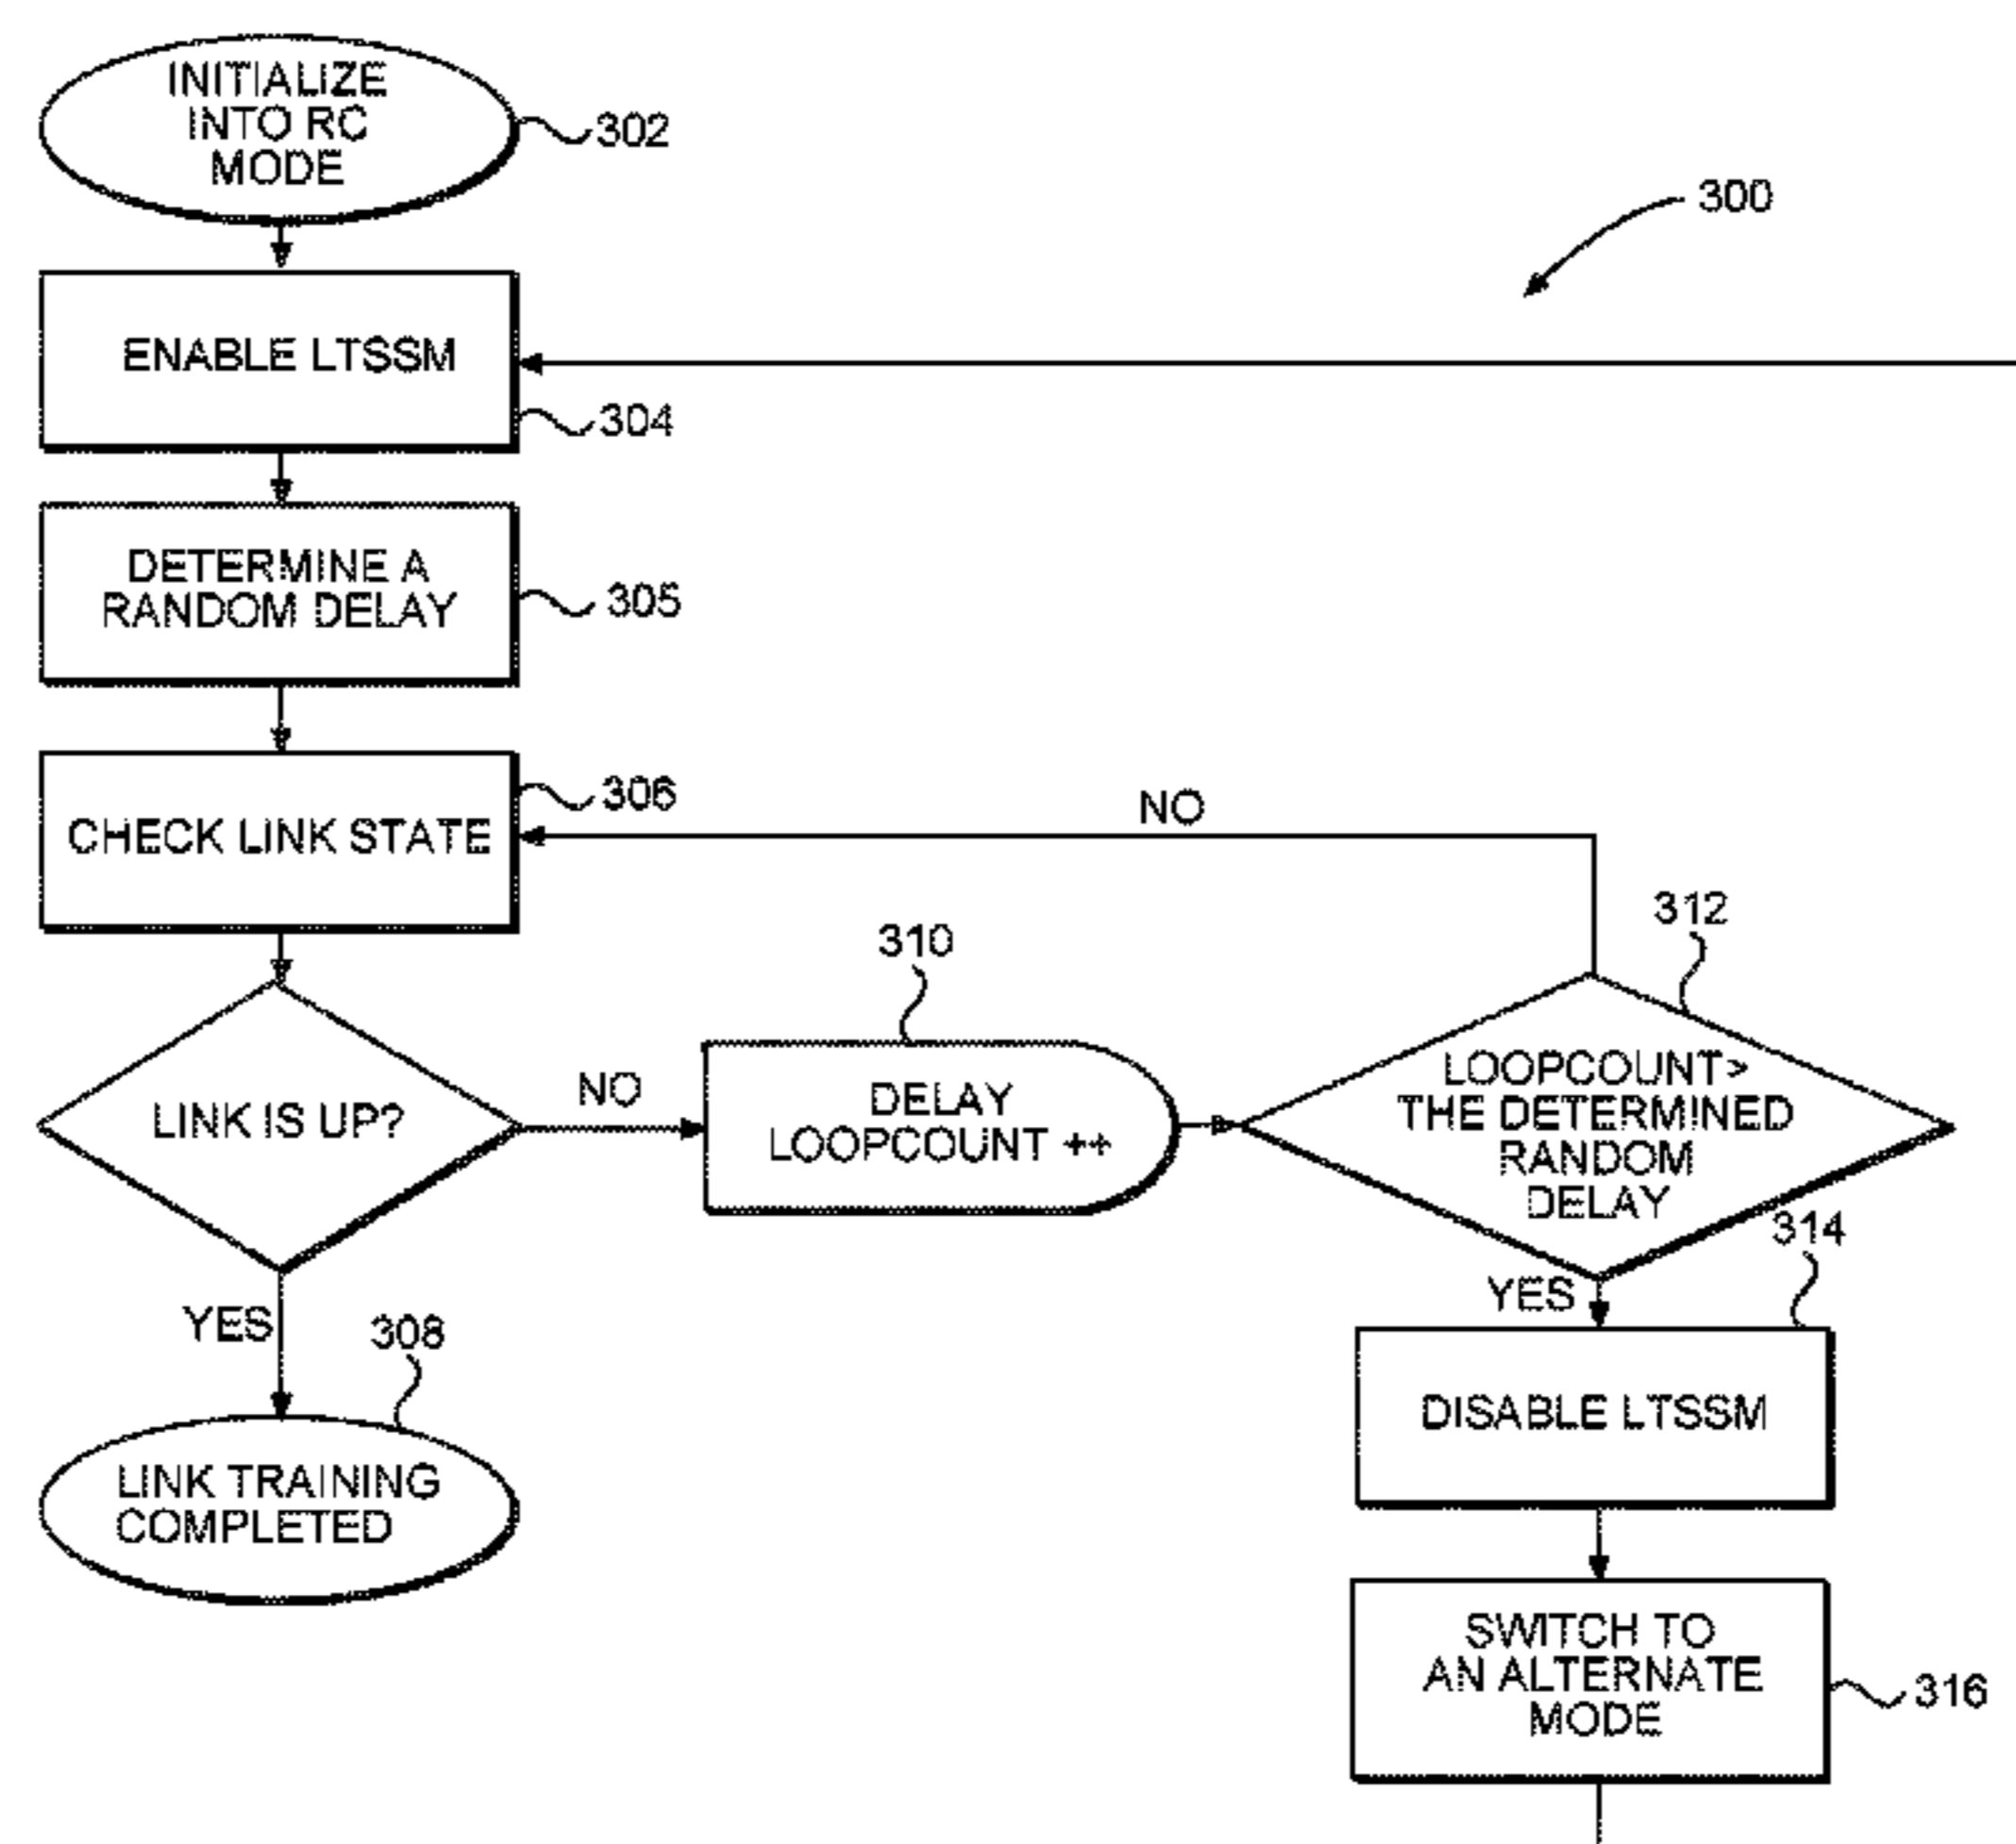 INITIALIZE
INTO RC
MODE
302
300
ENABLE LTSSM
304
DETERMINE A
RANDOM DELAY
305
306
CHECK LINK STATE
NO
312
310
LINK IS UP?
NO
DELAY
LOOPCOUNT ++
LOOPCOUNT>
THE DETERMINED
RANDOM
DELAY
314
YES
YES
308
DISABLE LTSSM
LINK TRAINING
COMPLETED
SWITCH TO
AN ALTERNATE
MODE
316